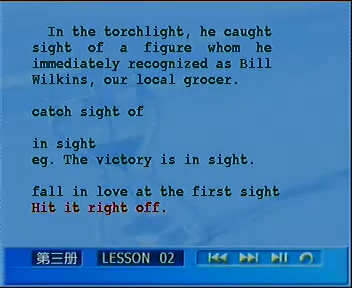 In the torchlight, he caught
sight of a figure whom he
immediately recognized as Bill
Wilkins, our local grocer.
catch sight of
in sight
eg. The victory is in sight.
fall in love at the first sight
Hit it right off.
第三册 LESSON 02